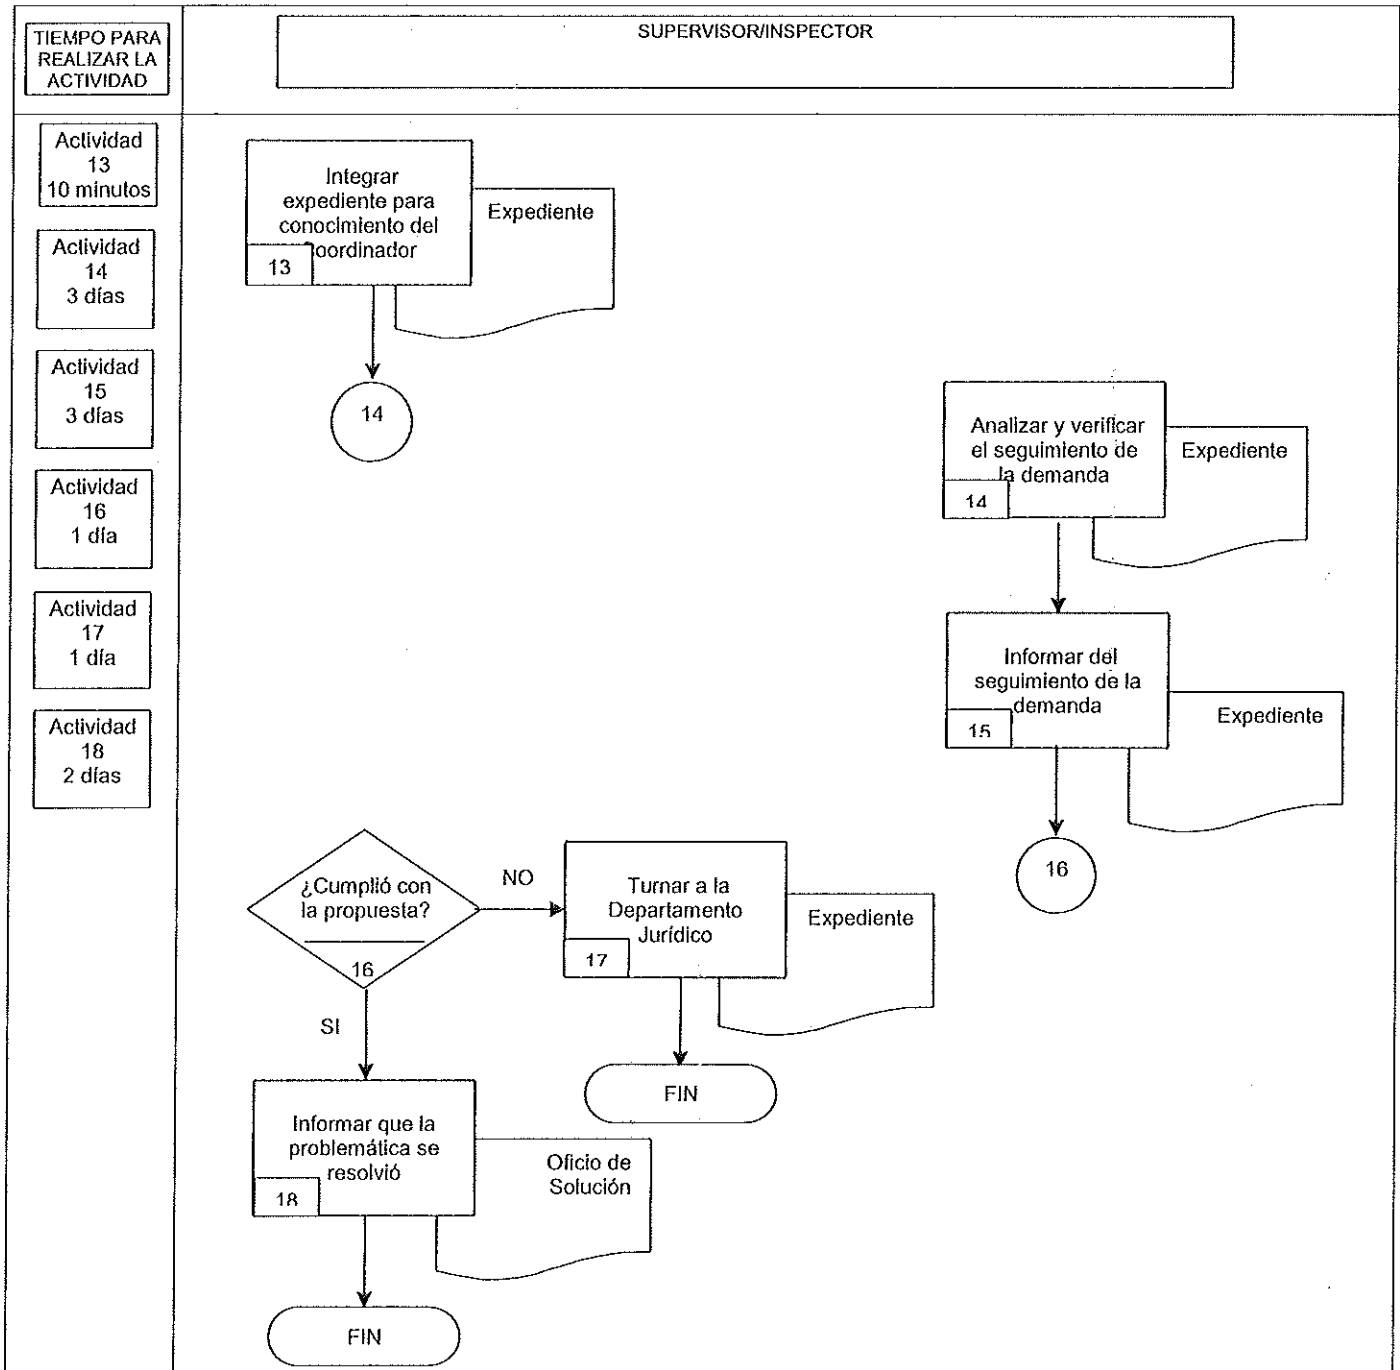 TIEMPO PARA
REALIZAR LA
ACTIVIDAD
SUPERVISOR/INSPECTOR
Actividad
13
10 minutos
Actividad
14
3 días
Actividad
15
3 días
Actividad
16
1 día
Actividad
17
1 día
Actividad
18
2 días
Integrar
expediente para
conocimiento del
oordinador
13
Expediente
14
Analizar y verificar
el seguimiento de
la demanda
14
Expediente
Informar del
seguimiento de la
demanda
15
Expediente
16
¿Cumplió con
la propuesta?
16
NO
SI
Turnar a la
Departamento
Jurídico
17
Expediente
FIN
Informar que la
problemática se
resolvió
18
Oficio de
Solución
FIN